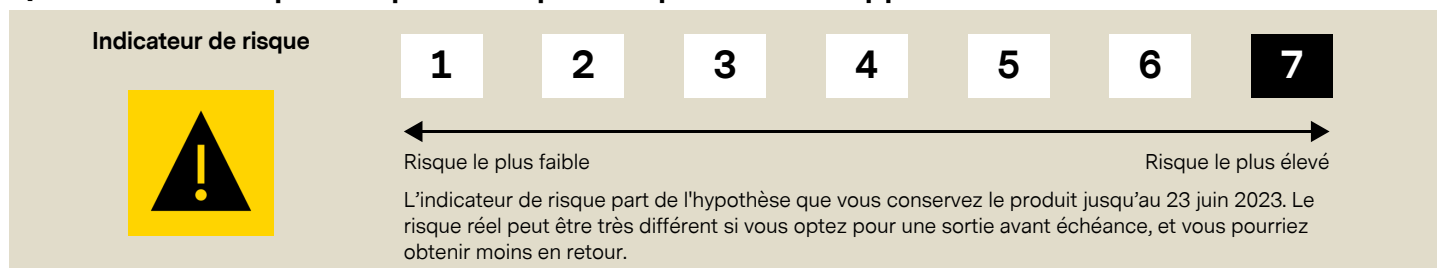 Indicateur de risque
1 2 3 4 5 6 7
Risque le plus faible Risque le plus élevé
L'indicateur de risque part de l'hypothèse que vous conservez le produit jusqu'au 23 juin 2023. Le
risque réel peut être très différent si vous optez pour une sortie avant échéance, et vous pourriez
obtenir moins en retour.